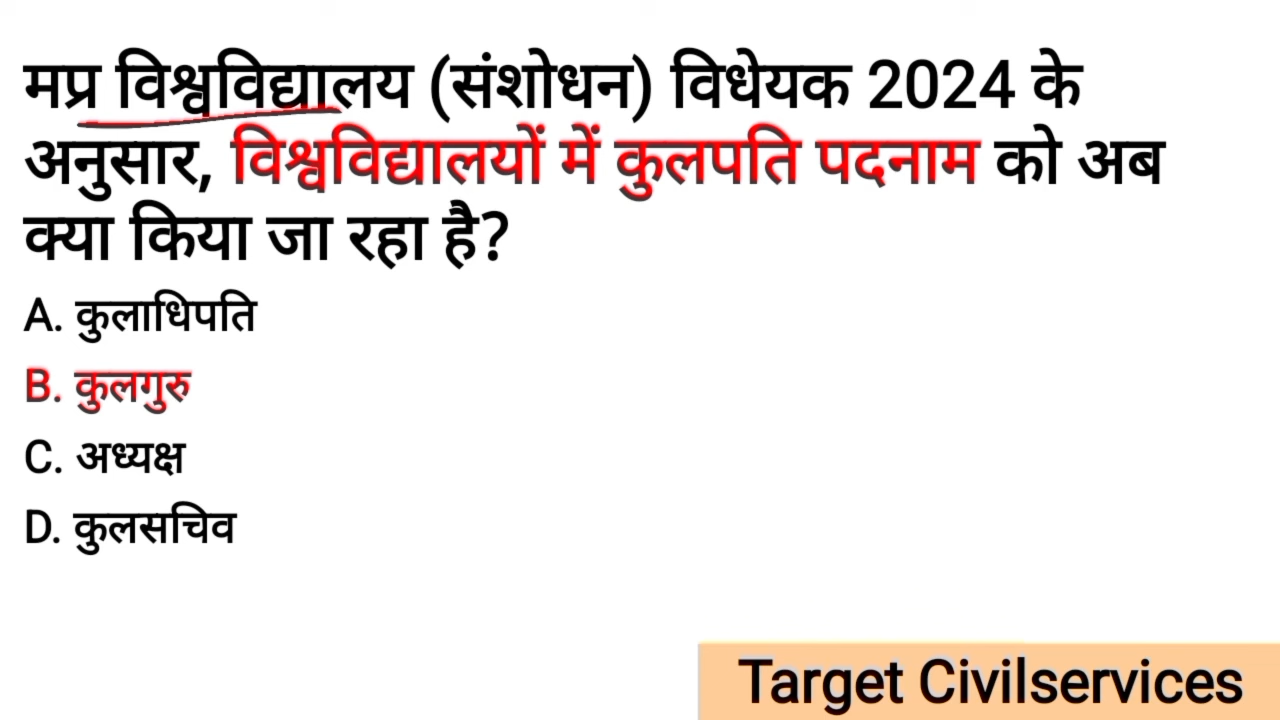 मप्र विश्वविद्यालय (संशोधन) विधेयक 2024 के
अनुसार, विश्वविद्यालयों में कुलपति पदनाम को अब
क्या किया जा रहा है?
A. कुलाधिपति
B. कुलगुरु
C. अध्यक्ष
D. कुलसचिव
Target Civilservices